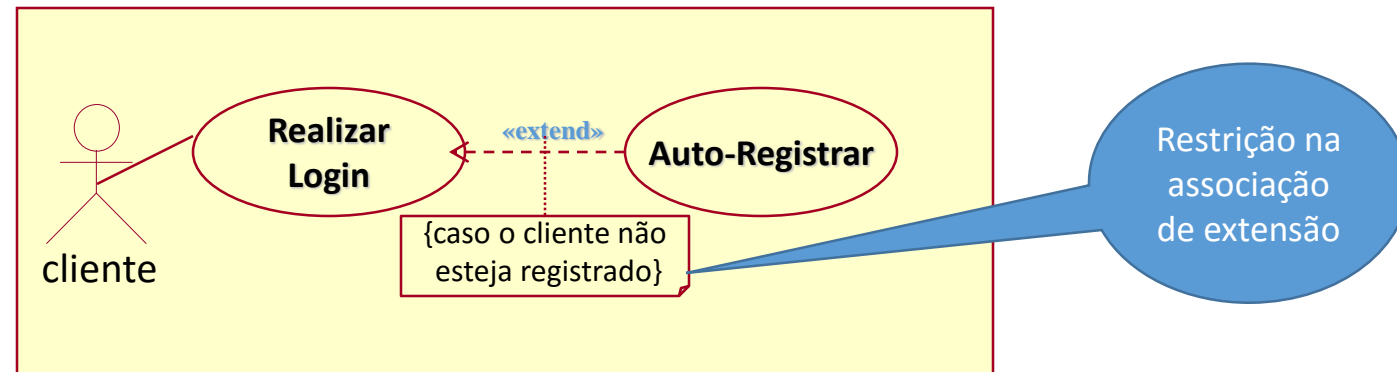 Realizar
Login
«extend»
Auto-Registrar
{caso o cliente não
esteja registrado}
cliente
Restrição na
associação
de extensão